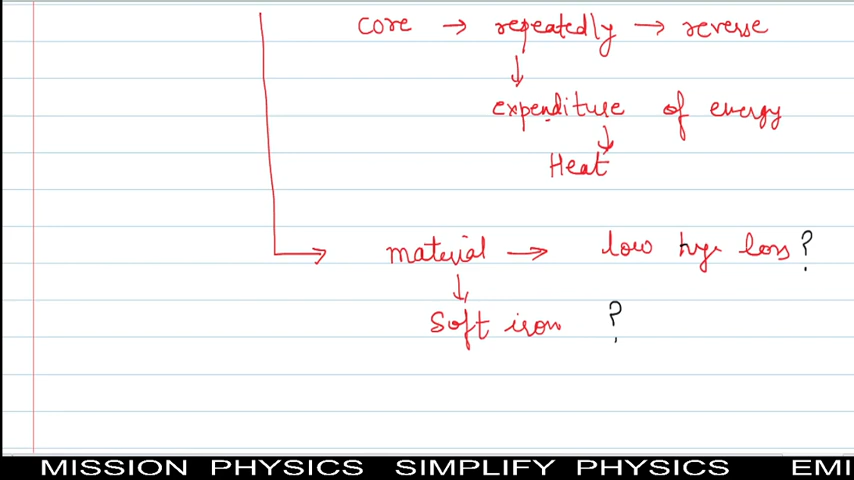 core → repeatedly → reverse
↓
expenditure of energy
↓
Heat
material → low hys loss ?
↓
Soft iron ?
MISSION PHYSICS SIMPLIFY PHYSICS EMI